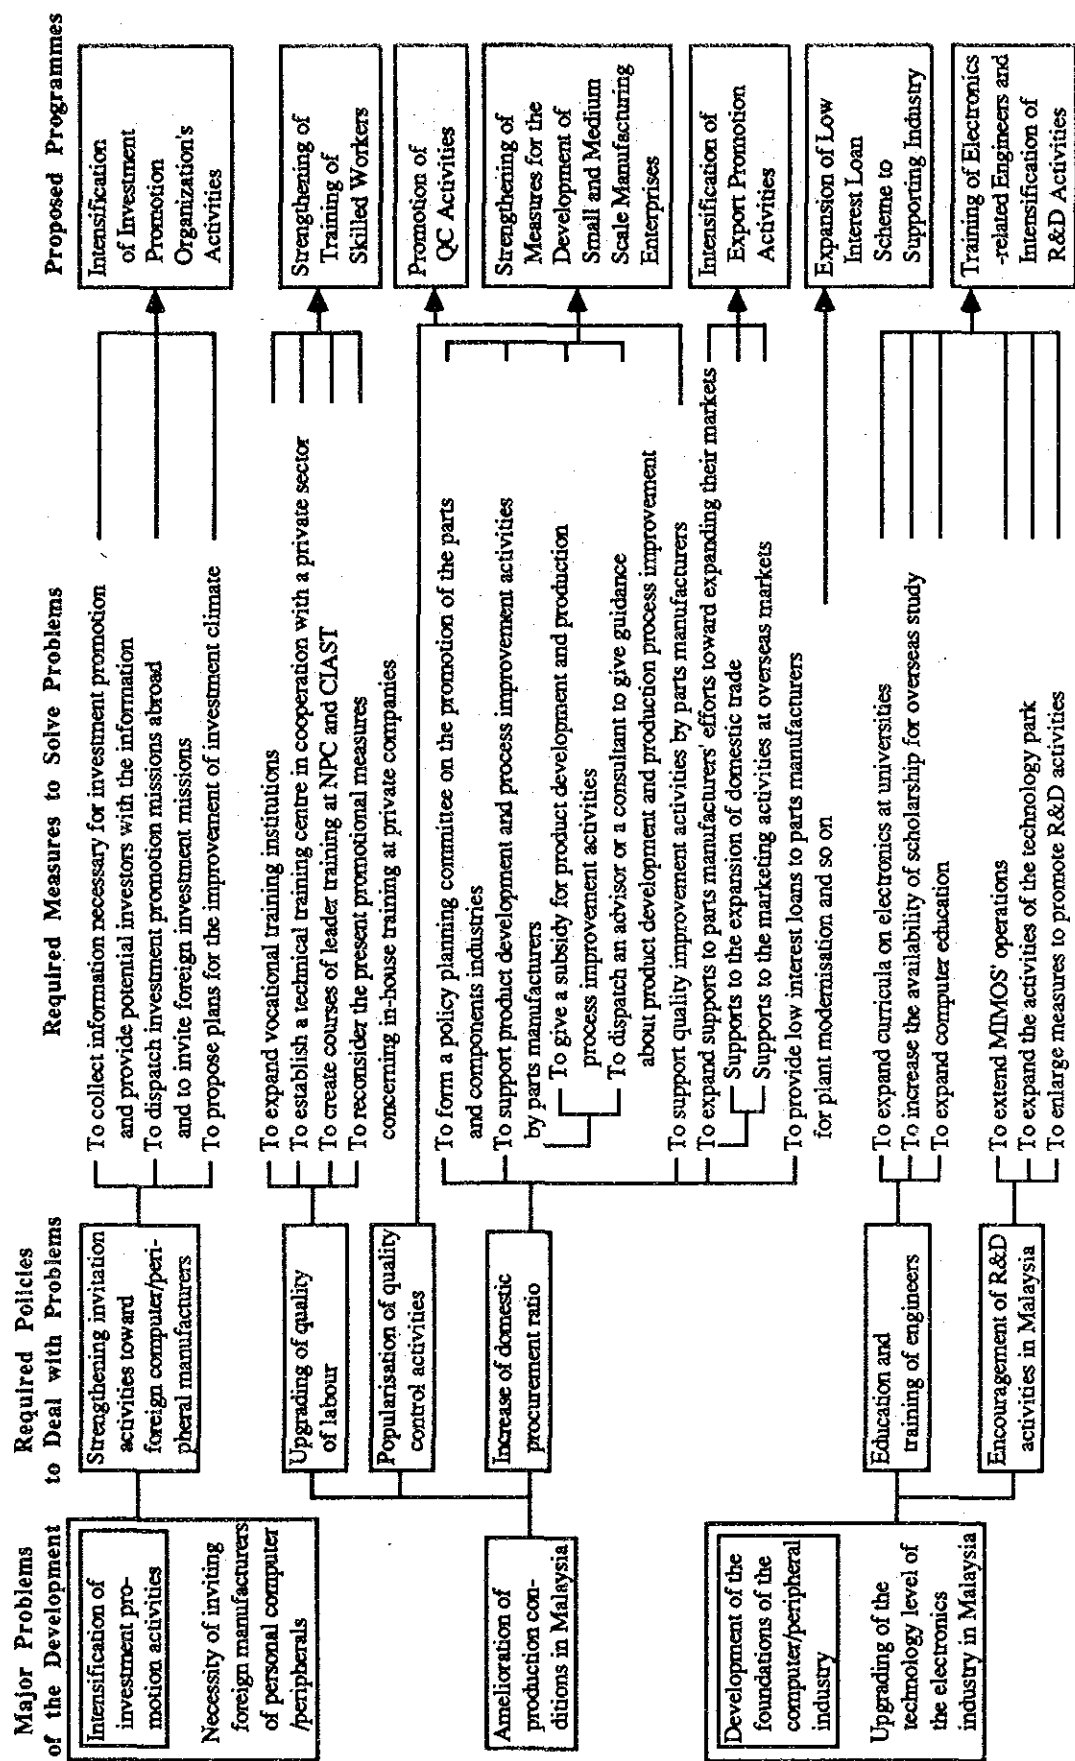 Major Problems
of the Development
Required Policies
to Deal with Problems
Required Measures to Solve Problems
Proposed Programmes
Intensification of
investment pro-
motion activities
Necessity of inviting
foreign manufacturers
of personal computer
/peripherals
Strengthening invitation
activities toward
foreign computer/peri-
pheral manufacturers
To collect information necessary for investment promotion
and provide potential investors with the information
To dispatch investment promotion missions abroad
and to invite foreign investment missions
To propose plans for the improvement of investment climate
Intensification
of Investment
Promotion
Organization's
Activities
Amelioration of
production con-
ditions in Malaysia
Upgrading of quality
of labour
To expand vocational training institutions
To establish a technical training centre in cooperation with a private sector
To create courses of leader training at NPC and CIAST
To reconsider the present promotional measures
concerning in-house training at private companies
Strengthening of
Training of
Skilled Workers
Popularisation of quality
control activities
Promotion of
QC Activities
Increase of domestic
procurement ratio
To form a policy planning committee on the promotion of the parts
and components industries
To support product development and process improvement activities
by parts manufacturers
To give a subsidy for product development and production
process improvement activities
To dispatch an advisor or a consultant to give guidance
about product development and production process improvement
To support quality improvement activities by parts manufacturers
To expand supports to parts manufacturers' efforts toward expanding their markets
Supports to the expansion of domestic trade
Supports to the marketing activities at overseas markets
To provide low interest loans to parts manufacturers
for plant modernisation and so on
Strengthening of
Measures for the
Development of
Small and Medium
Scale Manufacturing
Enterprises
Intensification of
Export Promotion
Activities
Expansion of Low
Interest Loan
Scheme to
Supporting Industry
Development of the
foundations of the
computer/peripheral
industry
Upgrading of the
technology level of
the electronics
industry in Malaysia
Education and
training of engineers
To expand curricula on electronics at universities
To increase the availability of scholarship for overseas study
To expand computer education
Encouragement of R&D
activities in Malaysia
To extend MIMOS' operations
To expand the activities of the technology park
To enlarge measures to promote R&D activities
Training of Electronics
-related Engineers and
Intensification of
R&D Activities